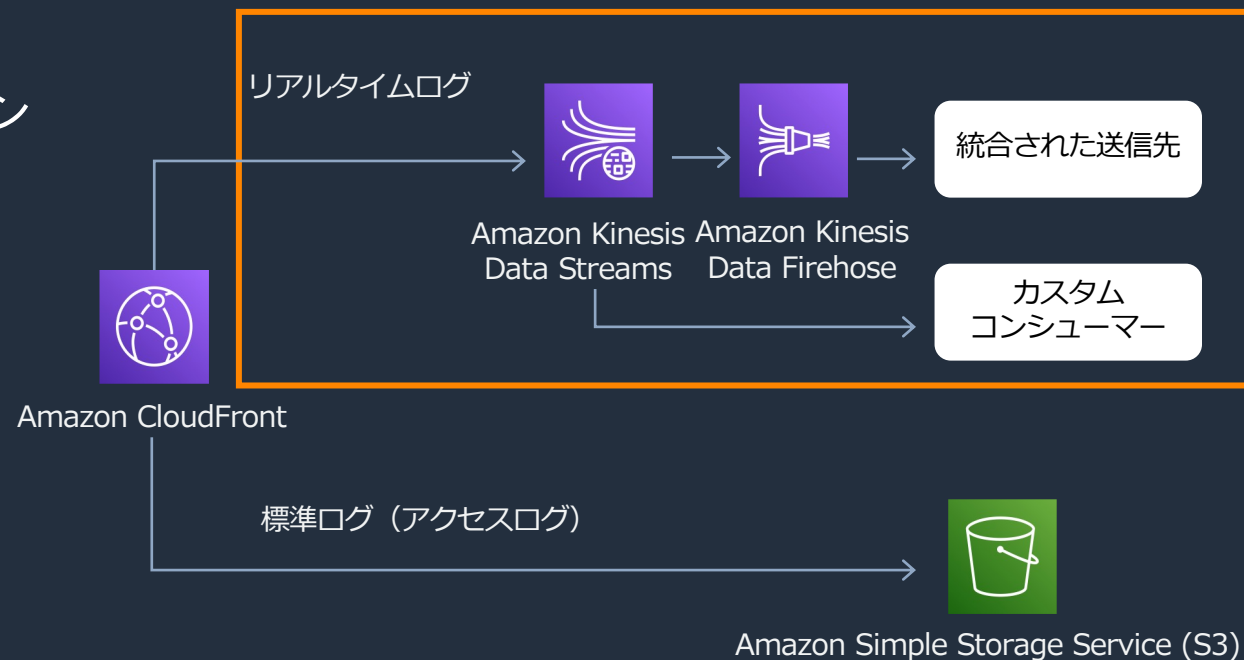 ン
リアルタイムログ
統合された送信先
Amazon Kinesis
Data Streams
Amazon Kinesis
Data Firehose
カスタム
コンシューマー
Amazon CloudFront
標準ログ（アクセスログ）
Amazon Simple Storage Service (S3)